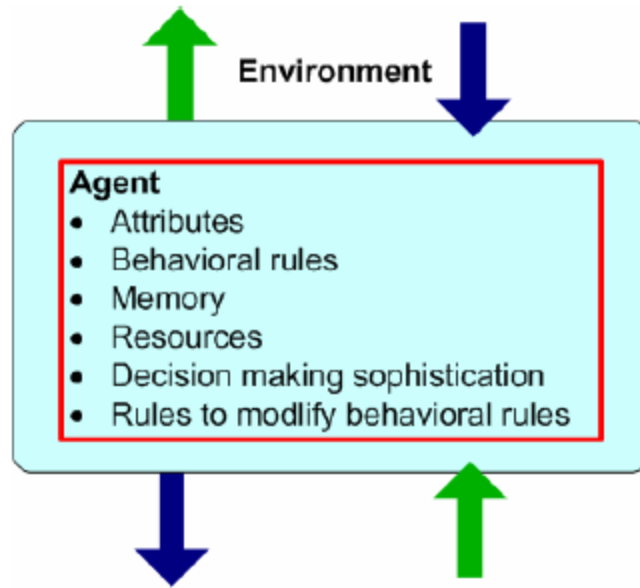 Environment
Agent
• Attributes
• Behavioral rules
• Memory
• Resources
• Decision making sophistication
• Rules to modlify behavioral rules